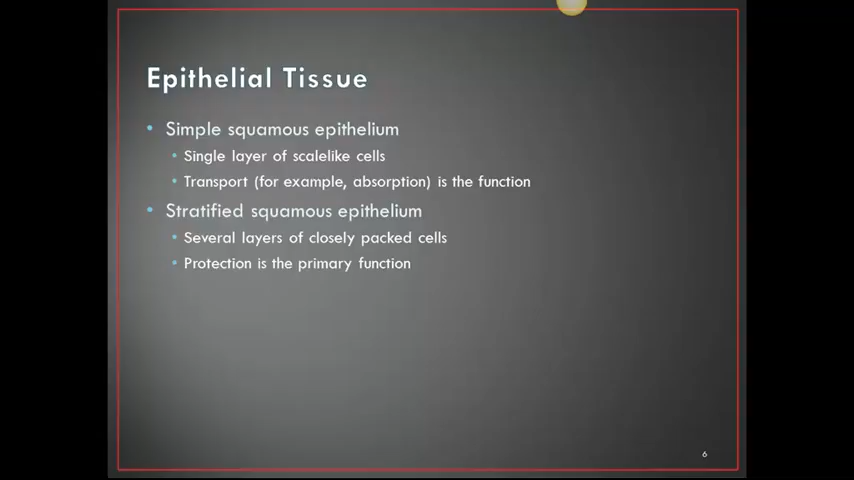 Epithelial Tissue
• Simple squamous epithelium
• Single layer of scalelike cells
• Transport (for example, absorption) is the function
• Stratified squamous epithelium
• Several layers of closely packed cells
• Protection is the primary function
6